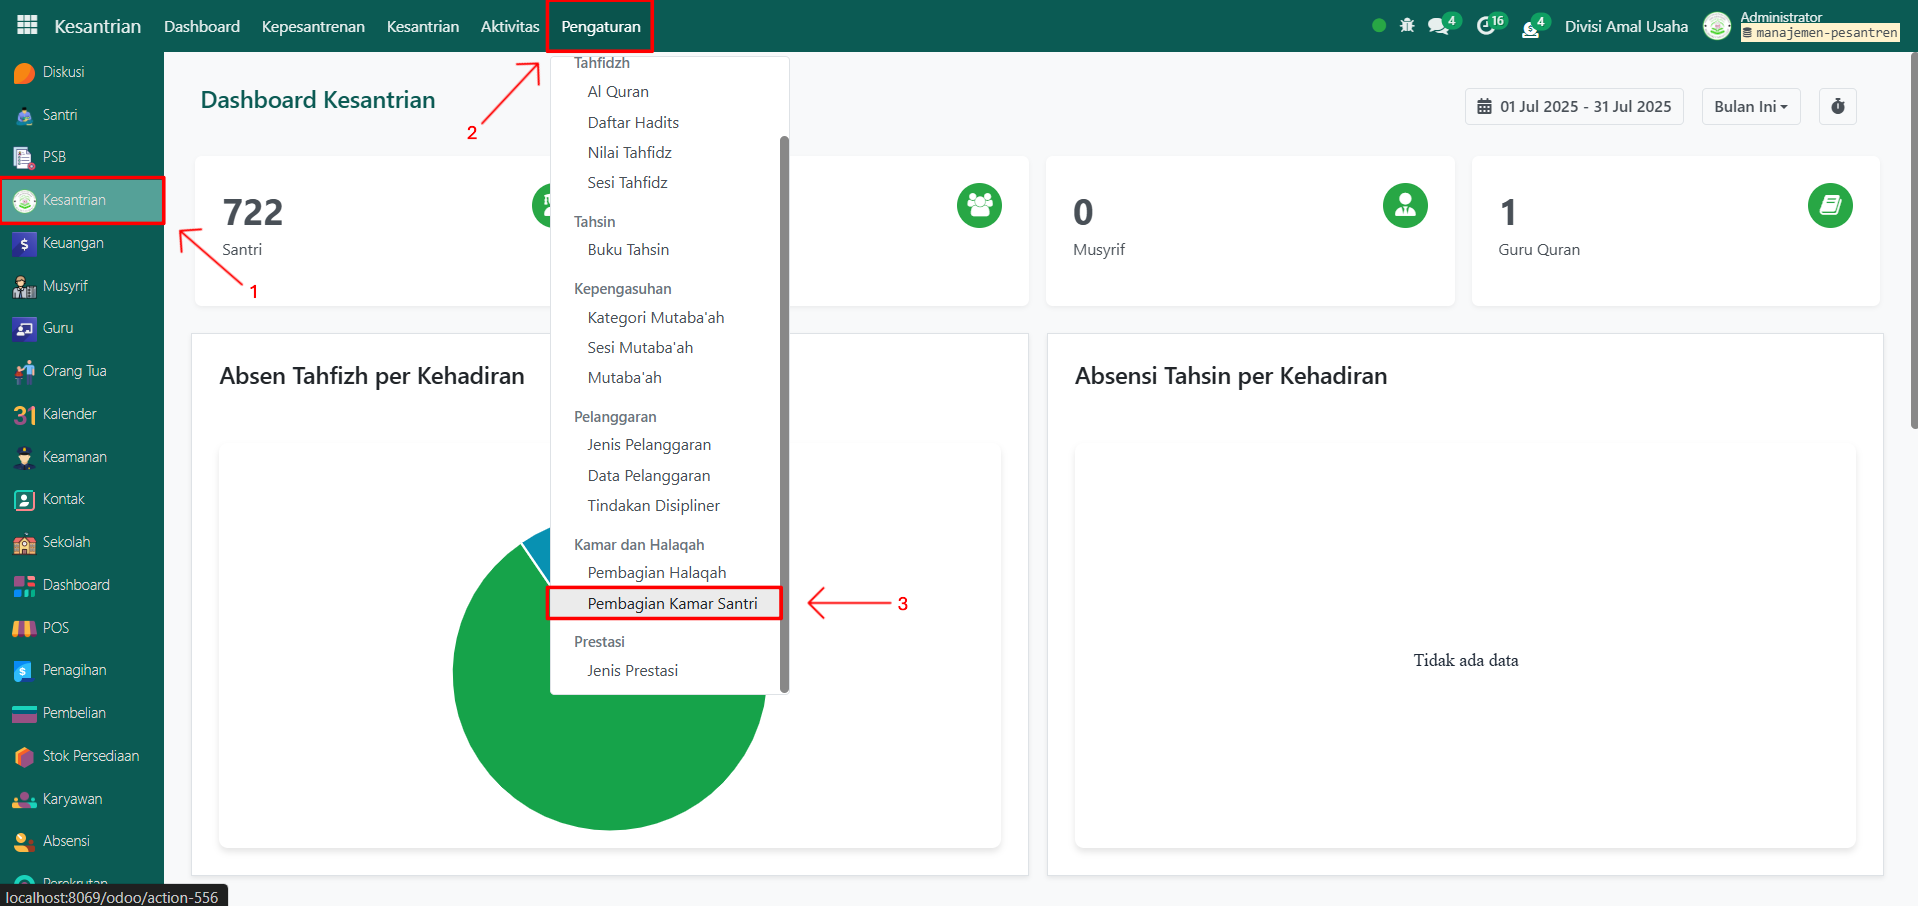 Kesantrian Dashboard Kepesantrenan Kesantrian Aktivitas Pengaturan 4 16 4 Divisi Amal Usaha Administrator
manajemen-pesantren
Diskusi
Santri
PSB
Kesantrian
Keuangan
Musyrif
Guru
Orang Tua
Kalender
Keamanan
Kontak
Sekolah
Dashboard
POS
Penagihan
Pembelian
Stok Persediaan
Karyawan
Absensi
localhost:8069/odoo/action-556
1
2
3
Dashboard Kesantrian
01 Jul 2025 - 31 Jul 2025
Bulan Ini
722
Santri
0
Musyrif
1
Guru Quran
Tahfidzh
Al Quran
Daftar Hadits
Nilai Tahfidz
Sesi Tahfidz
Tahsin
Buku Tahsin
Kepengasuhan
Kategori Mutaba'ah
Sesi Mutaba'ah
Mutaba'ah
Pelanggaran
Jenis Pelanggaran
Data Pelanggaran
Tindakan Disipliner
Kamar dan Halaqah
Pembagian Halaqah
Pembagian Kamar Santri
Prestasi
Jenis Prestasi
Absen Tahfizh per Kehadiran
Absensi Tahsin per Kehadiran
Tidak ada data